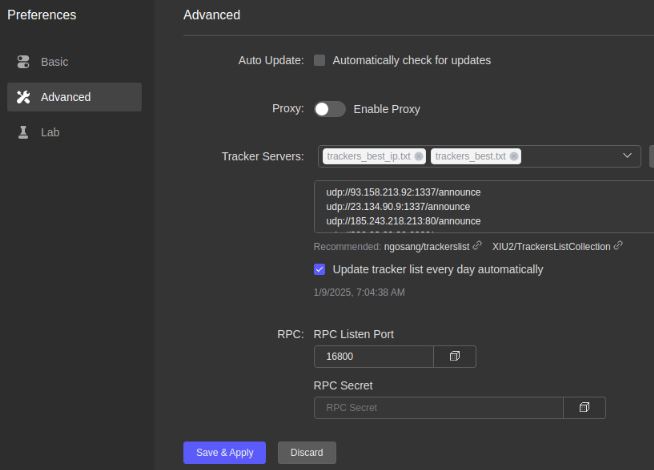 Preferences
Basic
Advanced
Lab
Advanced
Auto Update: Automatically check for updates
Proxy: Enable Proxy
Tracker Servers: trackers_best_ip.txt trackers_best.txt
udp://93.158.213.92:1337/announce
udp://23.134.90.9:1337/announce
udp://185.243.218.213:80/announce
Recommended: ngosang/trackerslist XIU2/TrackersListCollection
Update tracker list every day automatically
1/9/2025, 7:04:38 AM
RPC: RPC Listen Port
16800
RPC Secret
RPC Secret
Save & Apply Discard